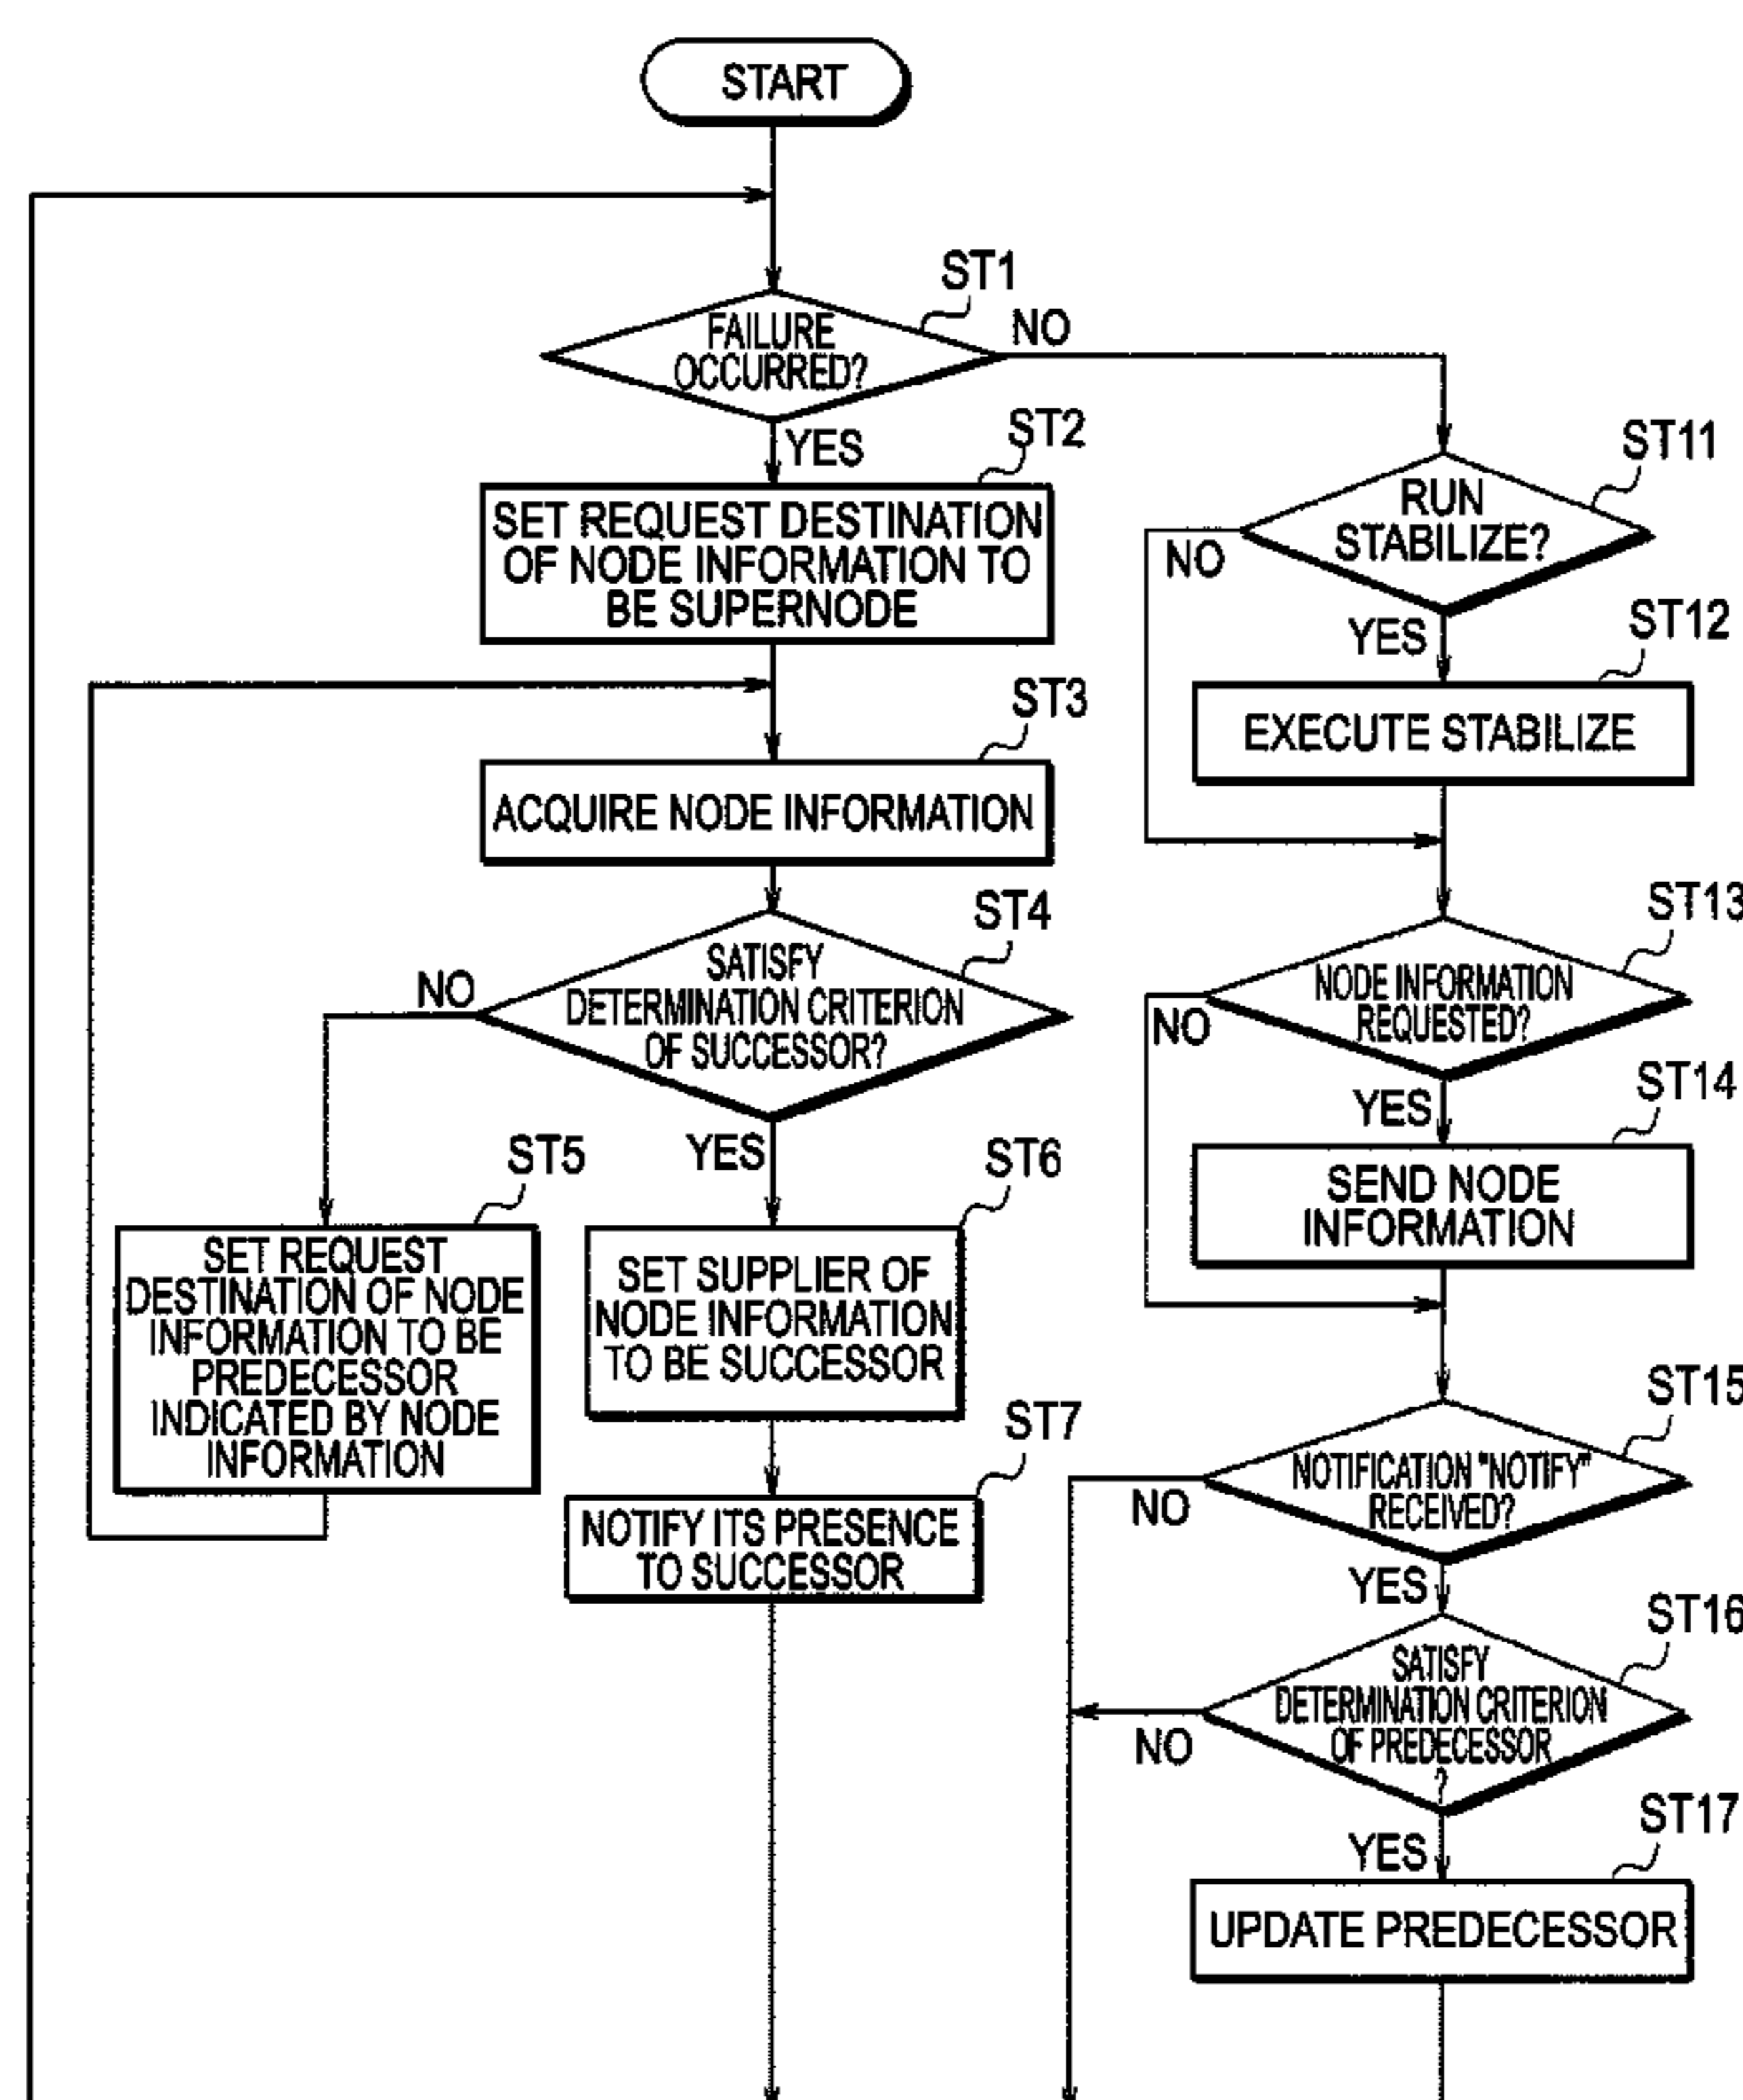 START
ST1
FAILURE
OCCURRED?
NO
YES
ST2
SET REQUEST DESTINATION
OF NODE INFORMATION TO
BE SUPERNODE
ST3
ACQUIRE NODE INFORMATION
ST4
SATISFY
DETERMINATION CRITERION
OF SUCCESSOR?
NO
YES
ST5
SET REQUEST
DESTINATION OF NODE
INFORMATION TO BE
PREDECESSOR
INDICATED BY NODE
INFORMATION
ST6
SET SUPPLIER OF
NODE INFORMATION
TO BE SUCCESSOR
ST7
NOTIFY ITS PRESENCE
TO SUCCESSOR
ST11
RUN
STABILIZE?
NO
YES
ST12
EXECUTE STABILIZE
ST13
NODE INFORMATION
REQUESTED?
NO
YES
ST14
SEND NODE
INFORMATION
ST15
NOTIFICATION "NOTIFY"
RECEIVED?
NO
YES
ST16
SATISFY
DETERMINATION CRITERION
OF PREDECESSOR
?
NO
YES
ST17
UPDATE PREDECESSOR